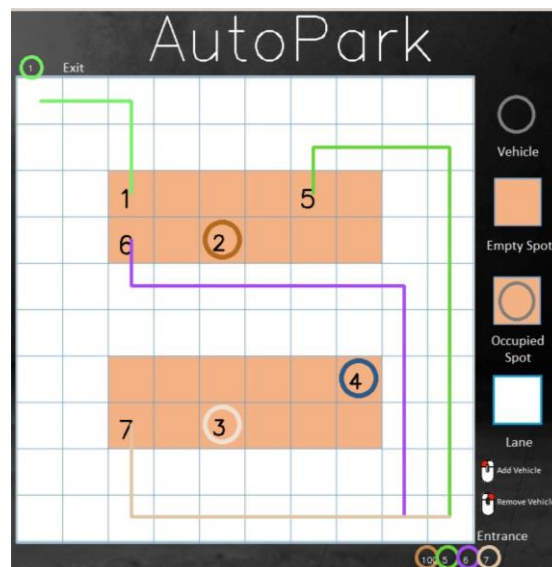 AutoPark
1 Exit
Vehicle
1 5
Empty Spot
6 2
Occupied
Spot
4
7 3
Lane
Add Vehicle
Remove Vehicle
Entrance
100 5 6 7